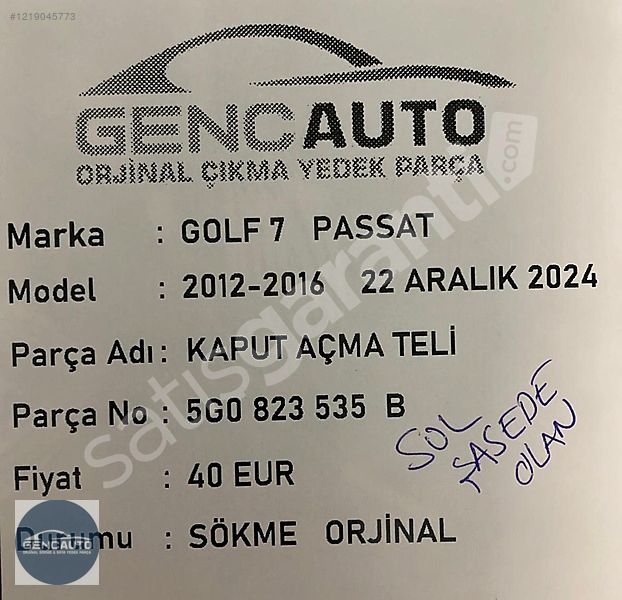 #1219045773
GENCAUTO
ORJİNAL ÇIKMA YEDEK PARÇA
Marka : GOLF 7 PASSAT
Model : 2012-2016 22 ARALIK 2024
Parça Adı : KAPUT AÇMA TELİ
Parça No : 5G0 823 535 B
SOL
ŞASEDE
OLAN
Fiyat : 40 EUR
Durumu : SÖKME ORJİNAL
satışgaranti.com
GENCAUTO